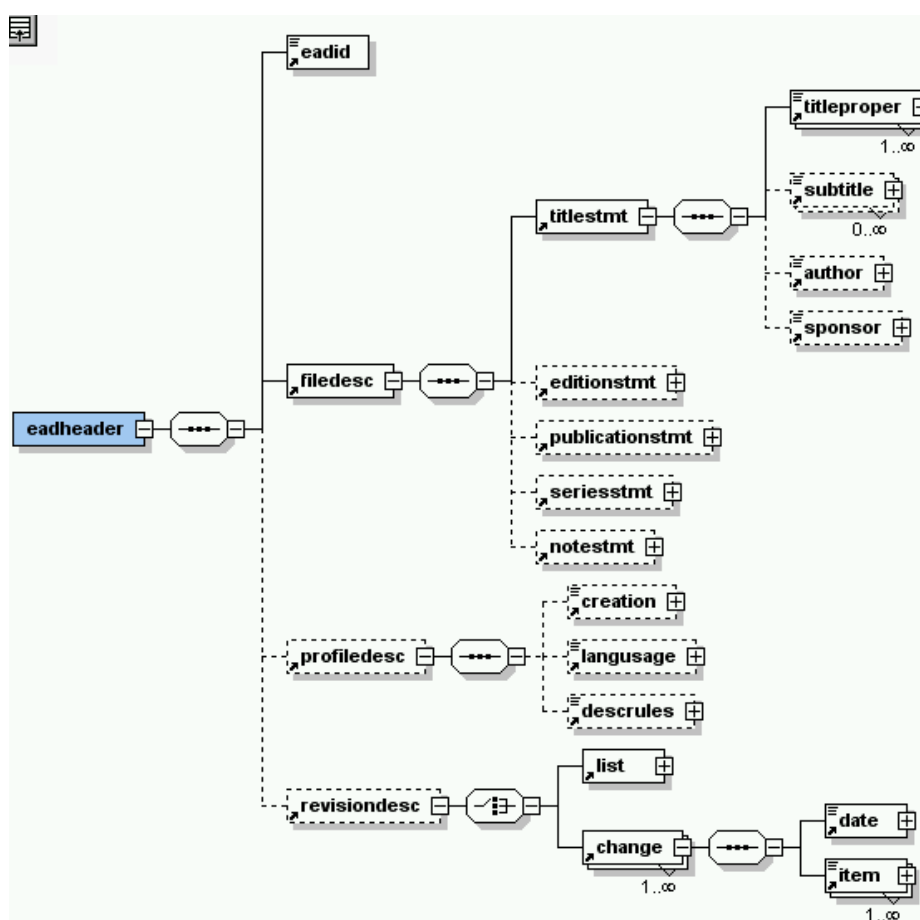 eadid
titleproper
1..∞
subtitle
0..∞
titlestmt
author
sponsor
filedesc
editionstmt
eadheader
publicationstmt
seriesstmt
notestmt
creation
profiledesc
langusage
descrules
list
revisiondesc
date
change
1..∞
item
1..∞